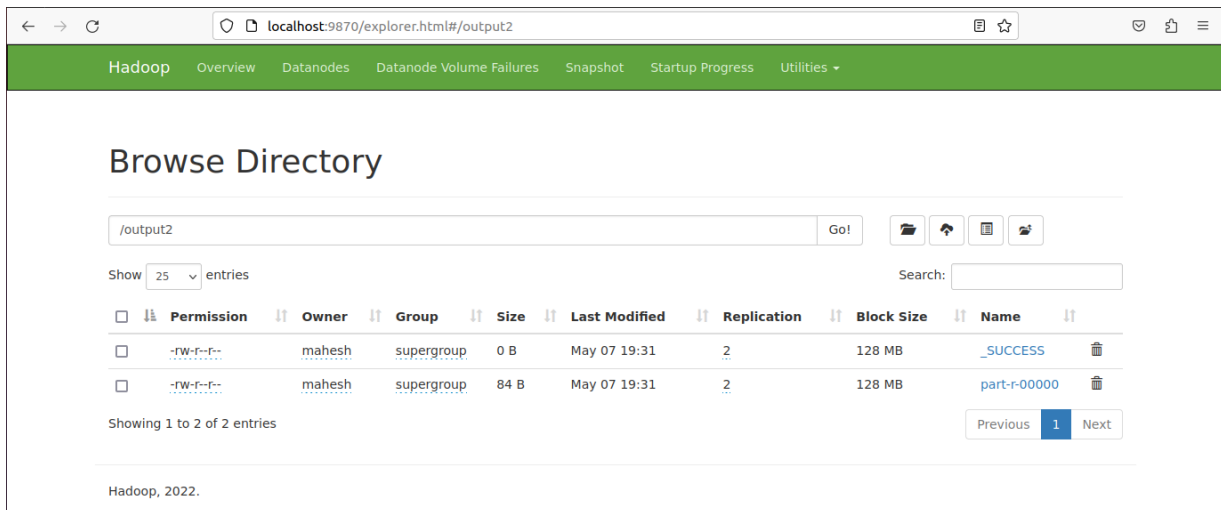 localhost:9870/explorer.html#/output2
Hadoop Overview Datanodes Datanode Volume Failures Snapshot Startup Progress Utilities
Browse Directory
/output2 Go!
Show 25 entries Search:
Permission Owner Group Size Last Modified Replication Block Size Name
-rw-r--r-- mahesh supergroup 0 B May 07 19:31 2 128 MB _SUCCESS
-rw-r--r-- mahesh supergroup 84 B May 07 19:31 2 128 MB part-r-00000
Showing 1 to 2 of 2 entries Previous 1 Next
Hadoop, 2022.